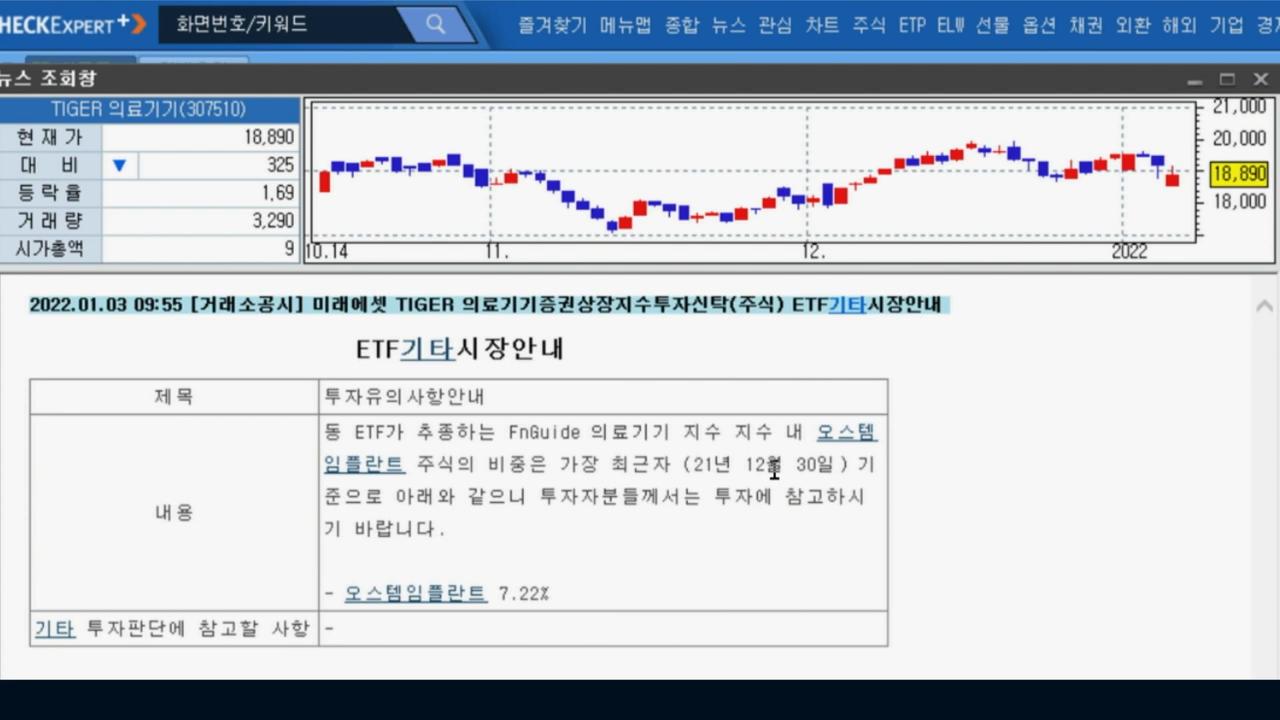 HECKEXPERT+
화면번호/키워드
즐겨찾기 메뉴맵 종합 뉴스 관심 차트 주식 ETP ELW 선물 옵션 채권 외환 해외 기업
뉴스 조회창
TIGER 의료기기(307510)
현재가 18,890
대 비 ▼ 325
등락율 1.69
거래량 3,290
시가총액 9
21,000
20,000
18,890
18,000
10.14 11. 12. 2022
2022.01.03 09:55 [거래소공시] 미래에셋 TIGER 의료기기증권상장지수투자신탁(주식) ETF기타시장안내
ETF기타시장안내
제목 투자유의사항안내
내용
동 ETF가 추종하는 FnGuide 의료기기 지수 지수 내 오스템
임플란트 주식의 비중은 가장 최근자 (21년 12월 30일)기
준으로 아래와 같으니 투자자분들께서는 투자에 참고하시
기 바랍니다.
- 오스템임플란트 7.22%
기타 투자판단에 참고할 사항 -